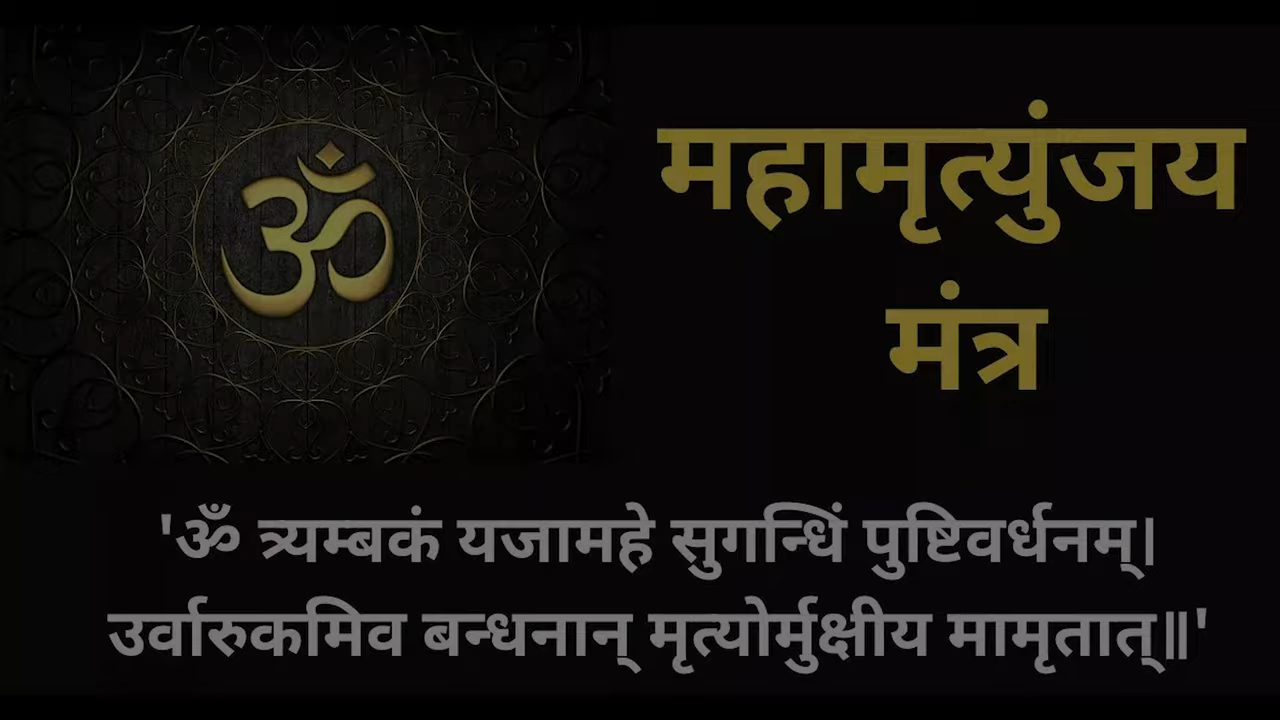 ॐ
महामृत्युंजय
मंत्र
'ॐ त्र्यम्बकं यजामहे सुगन्धिं पुष्टिवर्धनम्|
उर्वारुकमिव बन्धनान् मृत्योर्मुक्षीय मामृतात्॥'